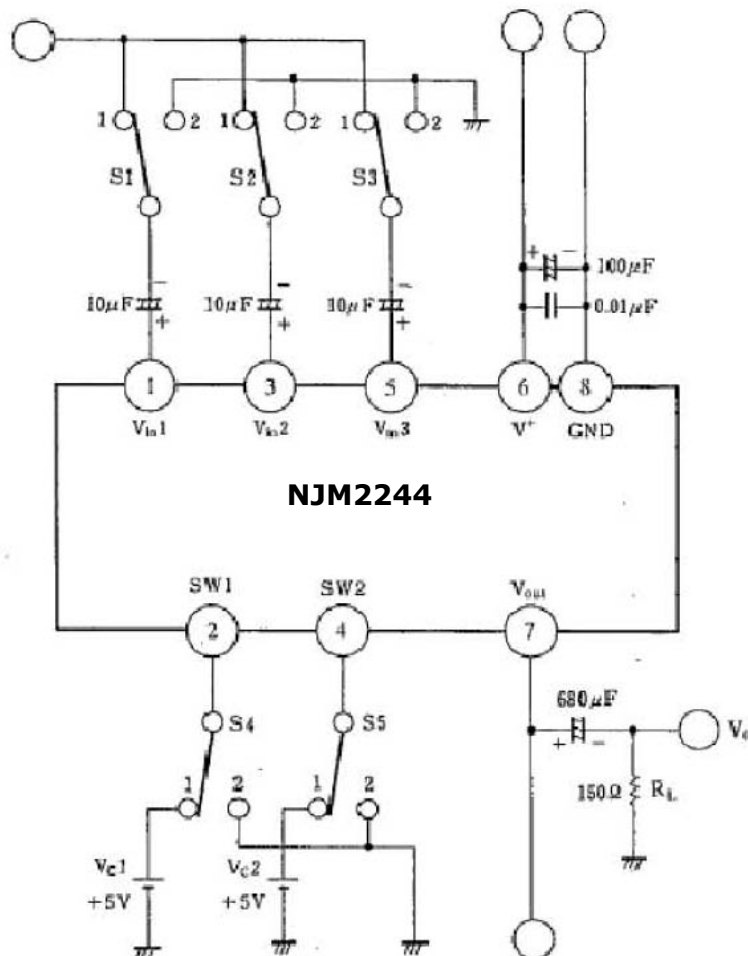 1 2 1 2 1 2
S1 S2 S3
− − −
+ −
100μF
10μF 10μF 10μF
0.01μF
+ + +
1 3 5 6 8
Vin1 Vin2 Vin3 V+ GND
NJM2244
SW1 SW2 Vout
2 4 7
680μF
S4 S5
+ −
1 2 1 2
150Ω RL
VC1 VC2
+5V +5V